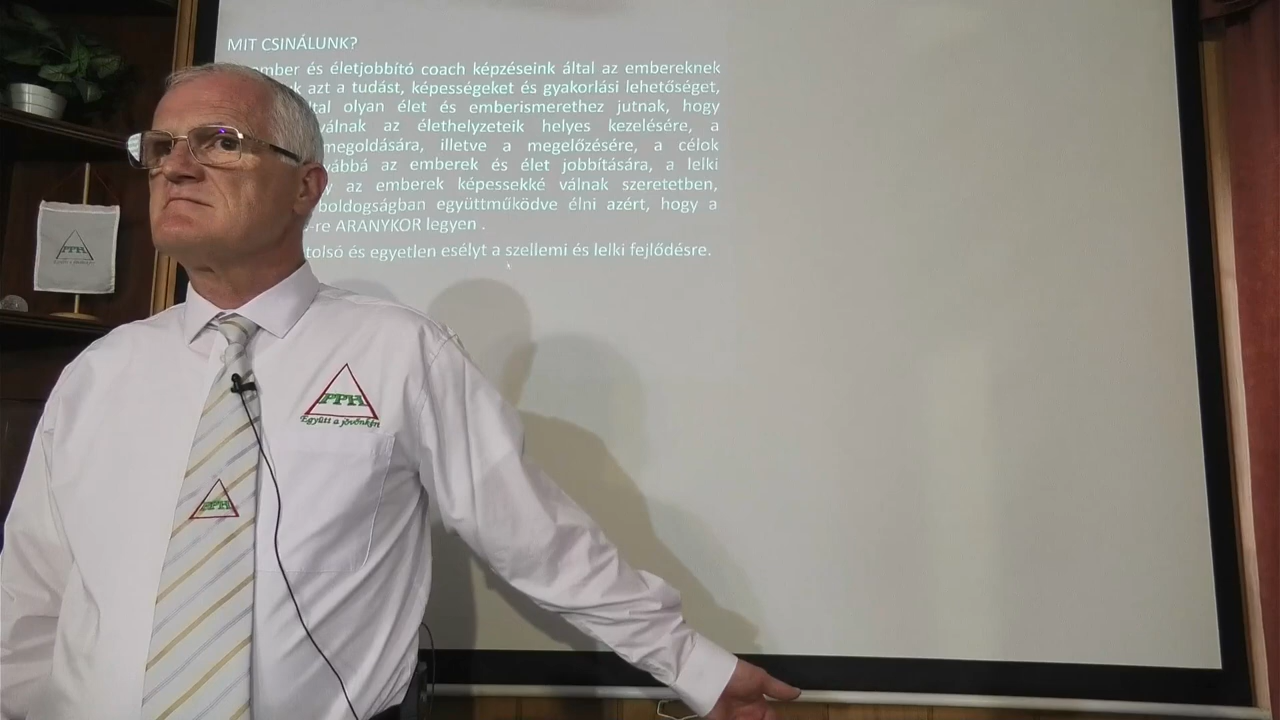 MIT CSINÁLUNK?
ember és életjobbító coach képzéseink által az embereknek
azt a tudást, képességeket és gyakorlási lehetőséget,
olyan élet és emberismerethez jutnak, hogy
válnak az élethelyzeteik helyes kezelésére, a
megoldására, illetve a megelőzésére, a célok
az emberek és élet jobbítására, a lelki
az emberek képessekké válnak szeretetben,
boldogságban együttműködve élni azért, hogy a
-re ARANYKOR legyen .
és egyetlen esélyt a szellemi és lelki fejlődésre.
PPH
PPH
Együtt a jövőnkért
PPH